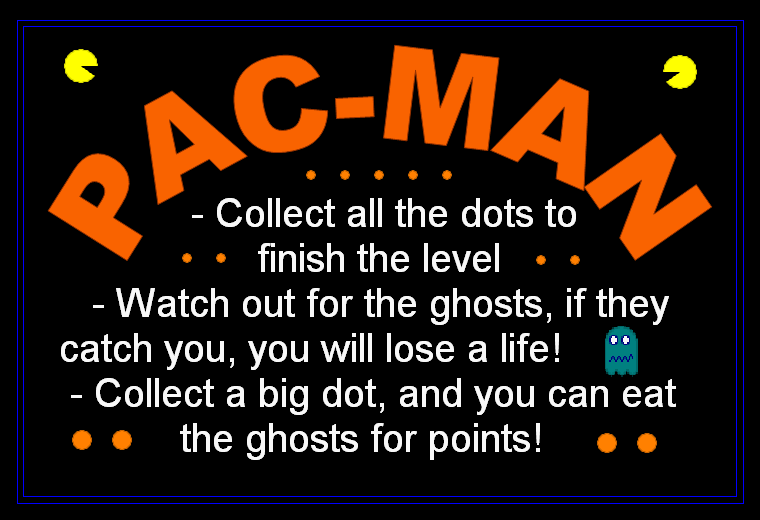 PAC-MAN
- Collect all the dots to
finish the level
- Watch out for the ghosts, if they
catch you, you will lose a life!
- Collect a big dot, and you can eat
the ghosts for points!